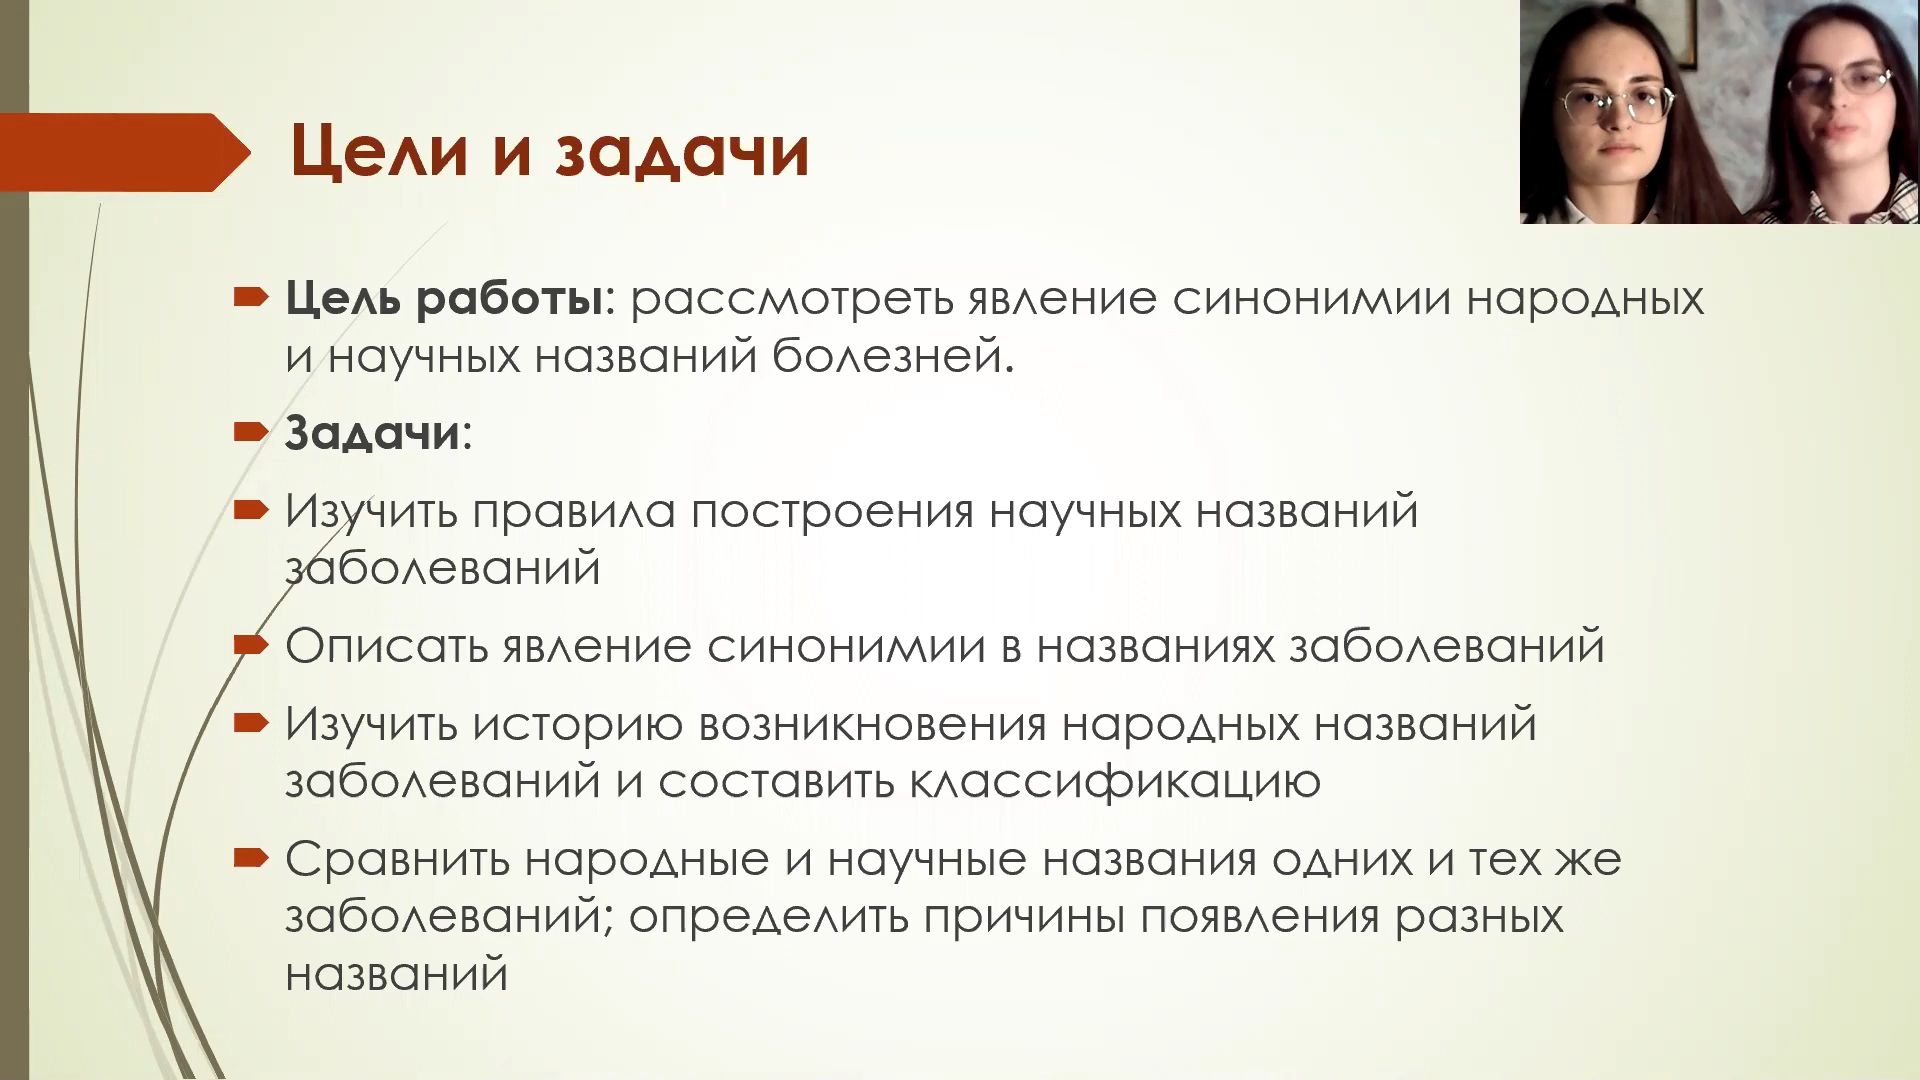 Цели и задачи
Цель работы: рассмотреть явление синонимии народных
и научных названий болезней.
Задачи:
Изучить правила построения научных названий
заболеваний
Описать явление синонимии в названиях заболеваний
Изучить историю возникновения народных названий
заболеваний и составить классификацию
Сравнить народные и научные названия одних и тех же
заболеваний; определить причины появления разных
названий